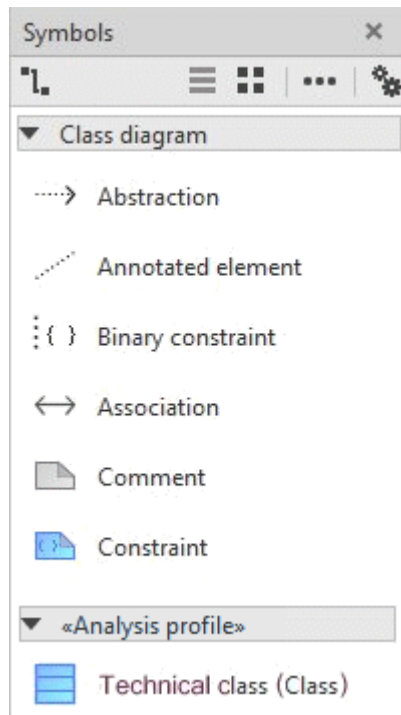 Symbols
Class diagram
Abstraction
Annotated element
{ } Binary constraint
Association
Comment
Constraint
«Analysis profile»
Technical class (Class)